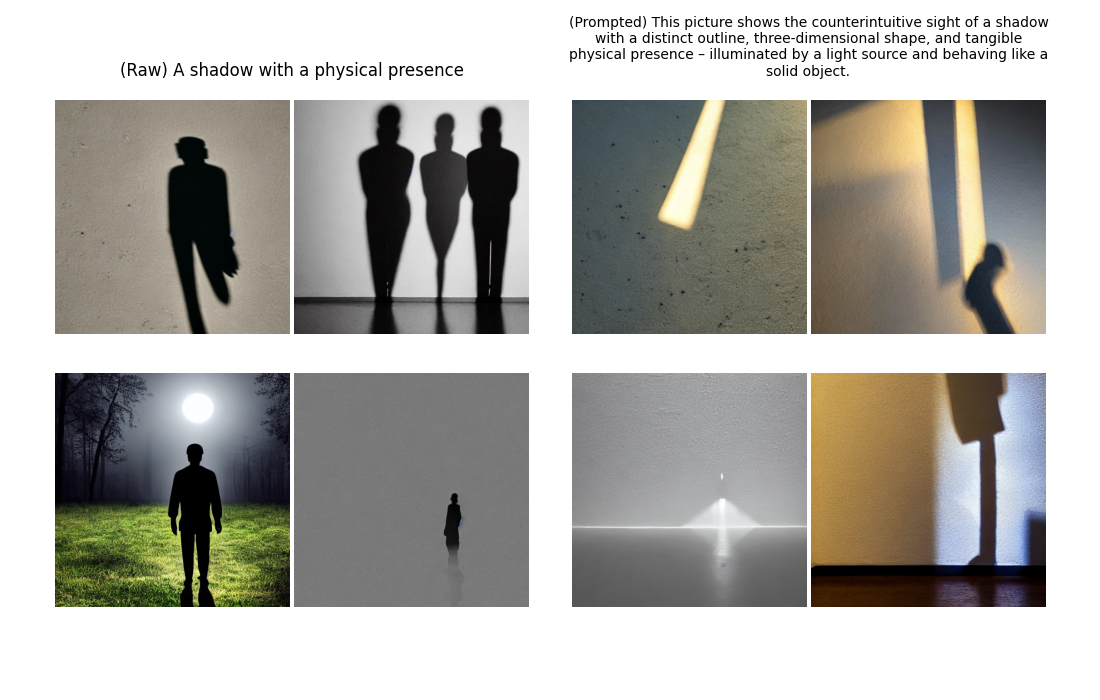 (Raw) A shadow with a physical presence
(Prompted) This picture shows the counterintuitive sight of a shadow
with a distinct outline, three-dimensional shape, and tangible
physical presence – illuminated by a light source and behaving like a
solid object.